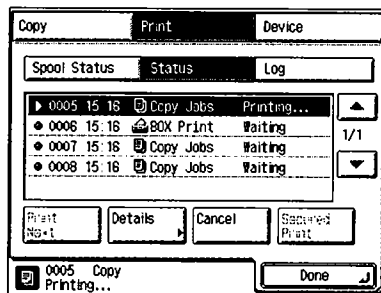 Copy Print Device
Spool Status Status Log
0005 15 16 Copy Jobs Printing...
0006 15:16 BOX Print Waiting
0007 15 16 Copy Jobs Waiting
0008 15 16 Copy Jobs Waiting
1/1
Print Next Details Cancel Secured Print
0005 Copy
Printing...
Done